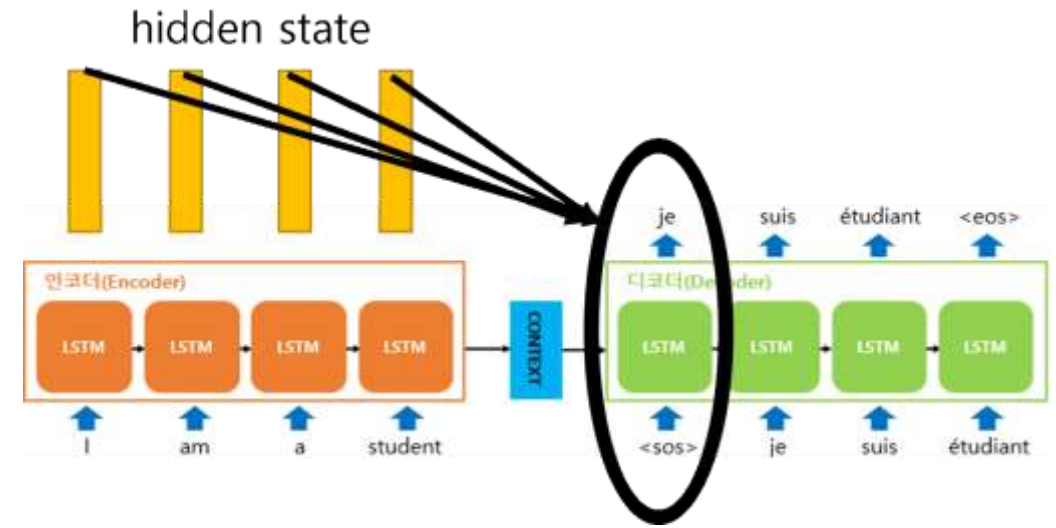 hidden state
je suis étudiant <eos>
인코더(Encoder)
디코더(Decoder)
LSTM LSTM LSTM LSTM
CONTEXT
LSTM LSTM LSTM LSTM
I am a student
<sos> je suis étudiant